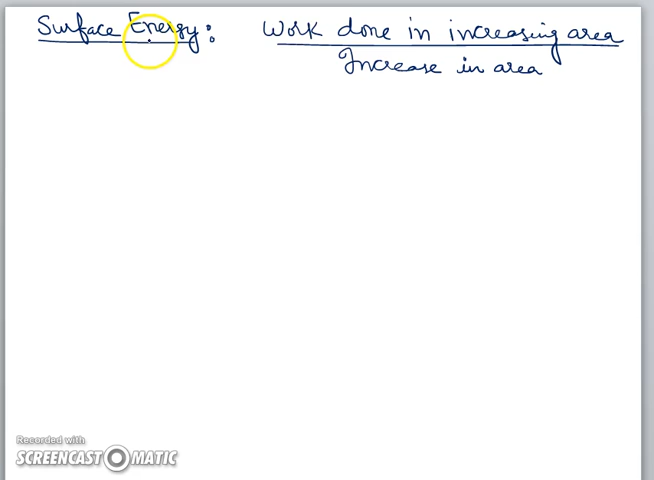 Surface Energy: Work done in increasing area
Increase in area
Recorded with
SCREENCAST MATIC